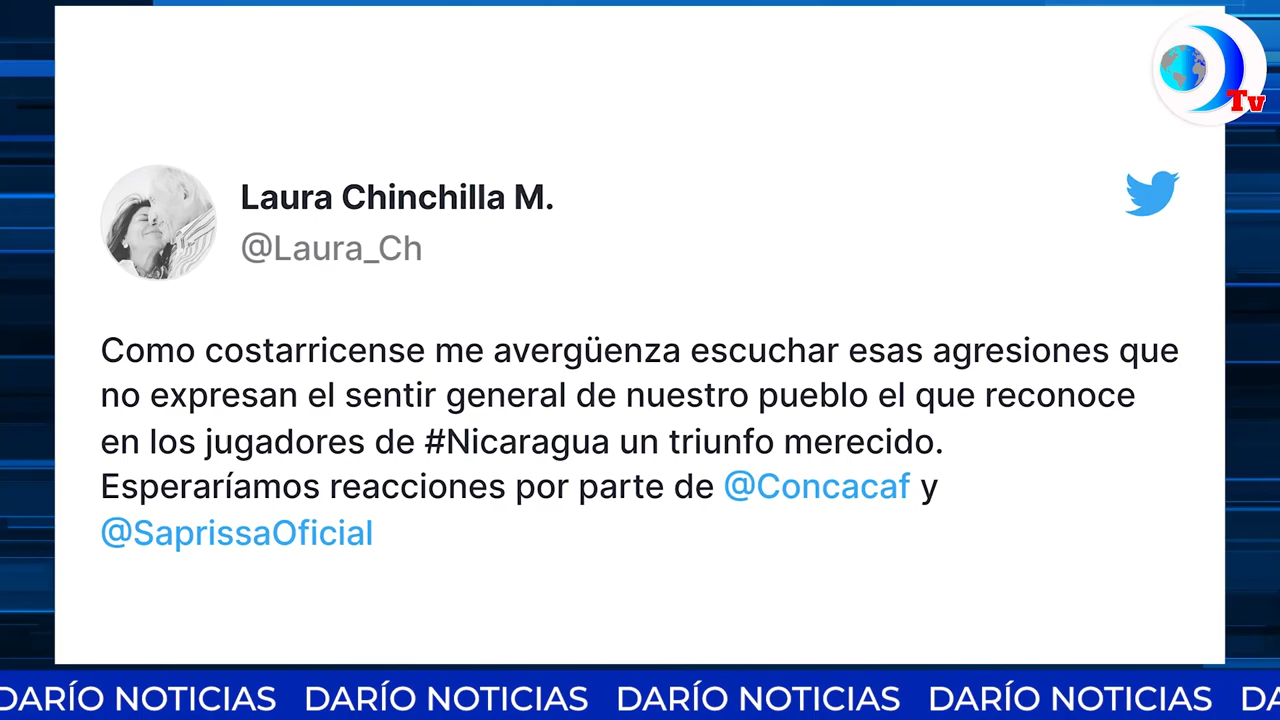 Tv
Laura Chinchilla M.
@Laura_Ch
Como costarricense me avergüenza escuchar esas agresiones que
no expresan el sentir general de nuestro pueblo el que reconoce
en los jugadores de #Nicaragua un triunfo merecido.
Esperaríamos reacciones por parte de @Concacaf y
@SaprissaOficial
DARÍO NOTICIAS DARÍO NOTICIAS DARÍO NOTICIAS DARÍO NOTICIAS DA